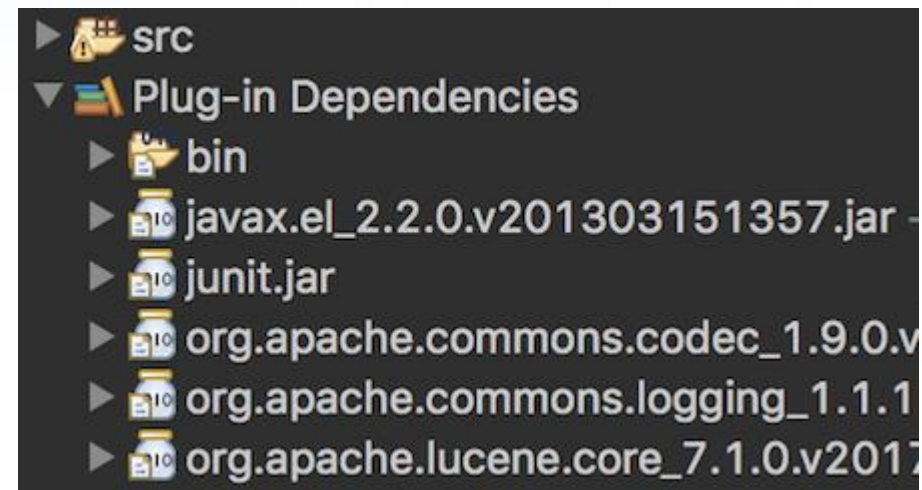 src
Plug-in Dependencies
bin
javax.el_2.2.0.v201303151357.jar
junit.jar
org.apache.commons.codec_1.9.0.v
org.apache.commons.logging_1.1.1
org.apache.lucene.core_7.1.0.v2017